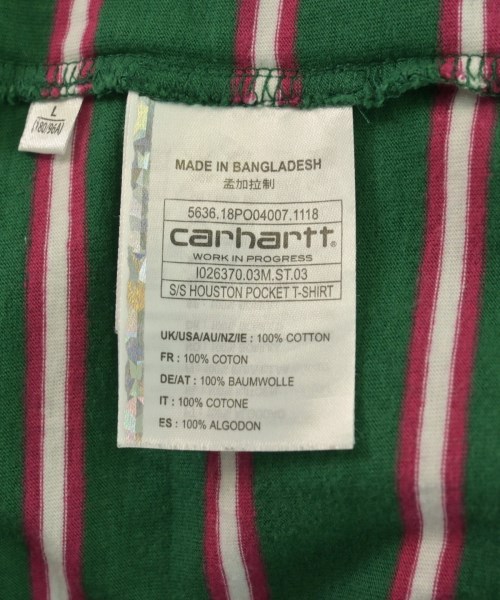 L
(180/96A)
MADE IN BANGLADESH
孟加拉制
5636.18PO04007.1118
carhartt.
WORK IN PROGRESS
I026370.03M.ST.03
S/S HOUSTON POCKET T-SHIRT
UK/USA/AU/NZ/IE : 100% COTTON
FR : 100% COTON
DE/AT : 100% BAUMWOLLE
IT : 100% COTONE
ES : 100% ALGODON